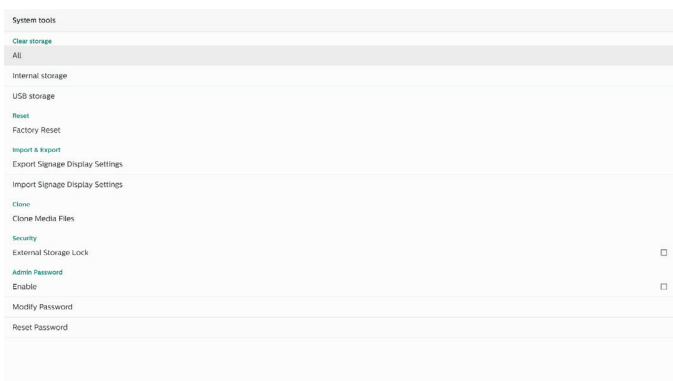 System tools
Clear storage
All
Internal storage
USB storage
Reset
Factory Reset
Import & Export
Export Signage Display Settings
Import Signage Display Settings
Clone
Clone Media Files
Security
External Storage Lock
Admin Password
Enable
Modify Password
Reset Password